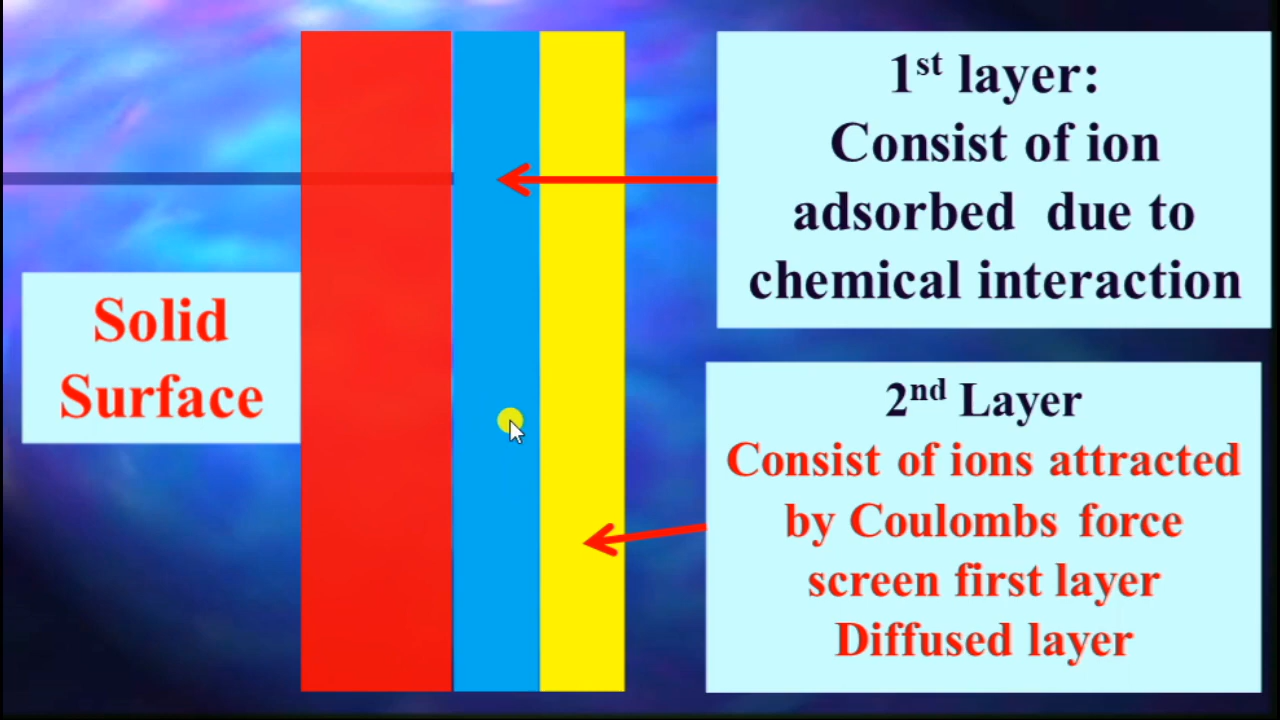 1st layer:
Consist of ion
adsorbed due to
chemical interaction
Solid
Surface
2nd Layer
Consist of ions attracted
by Coulombs force
screen first layer
Diffused layer